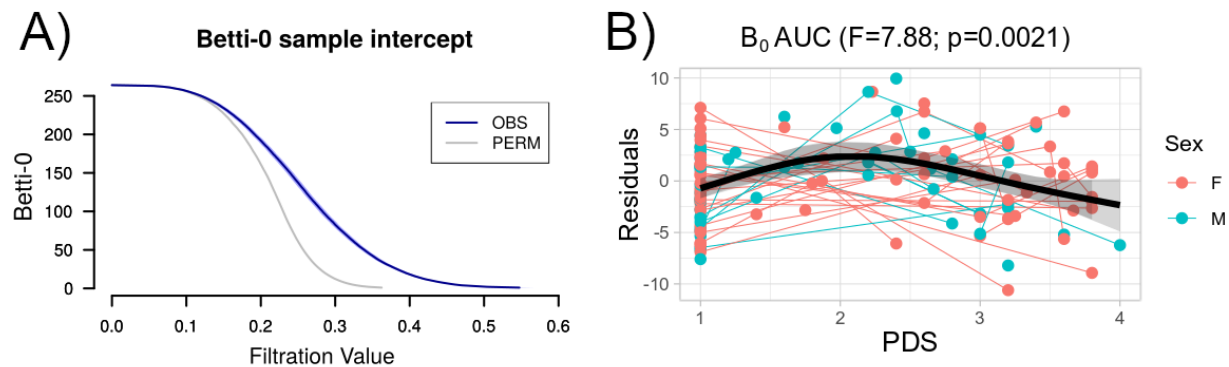 A)
Betti-0 sample intercept
Betti-0
250
200
150
100
50
0
OBS
PERM
0.0 0.1 0.2 0.3 0.4 0.5 0.6
Filtration Value
B)
B₀ AUC (F=7.88; p=0.0021)
Residuals
10
5
0
-5
-10
1 2 3 4
PDS
Sex
F
M